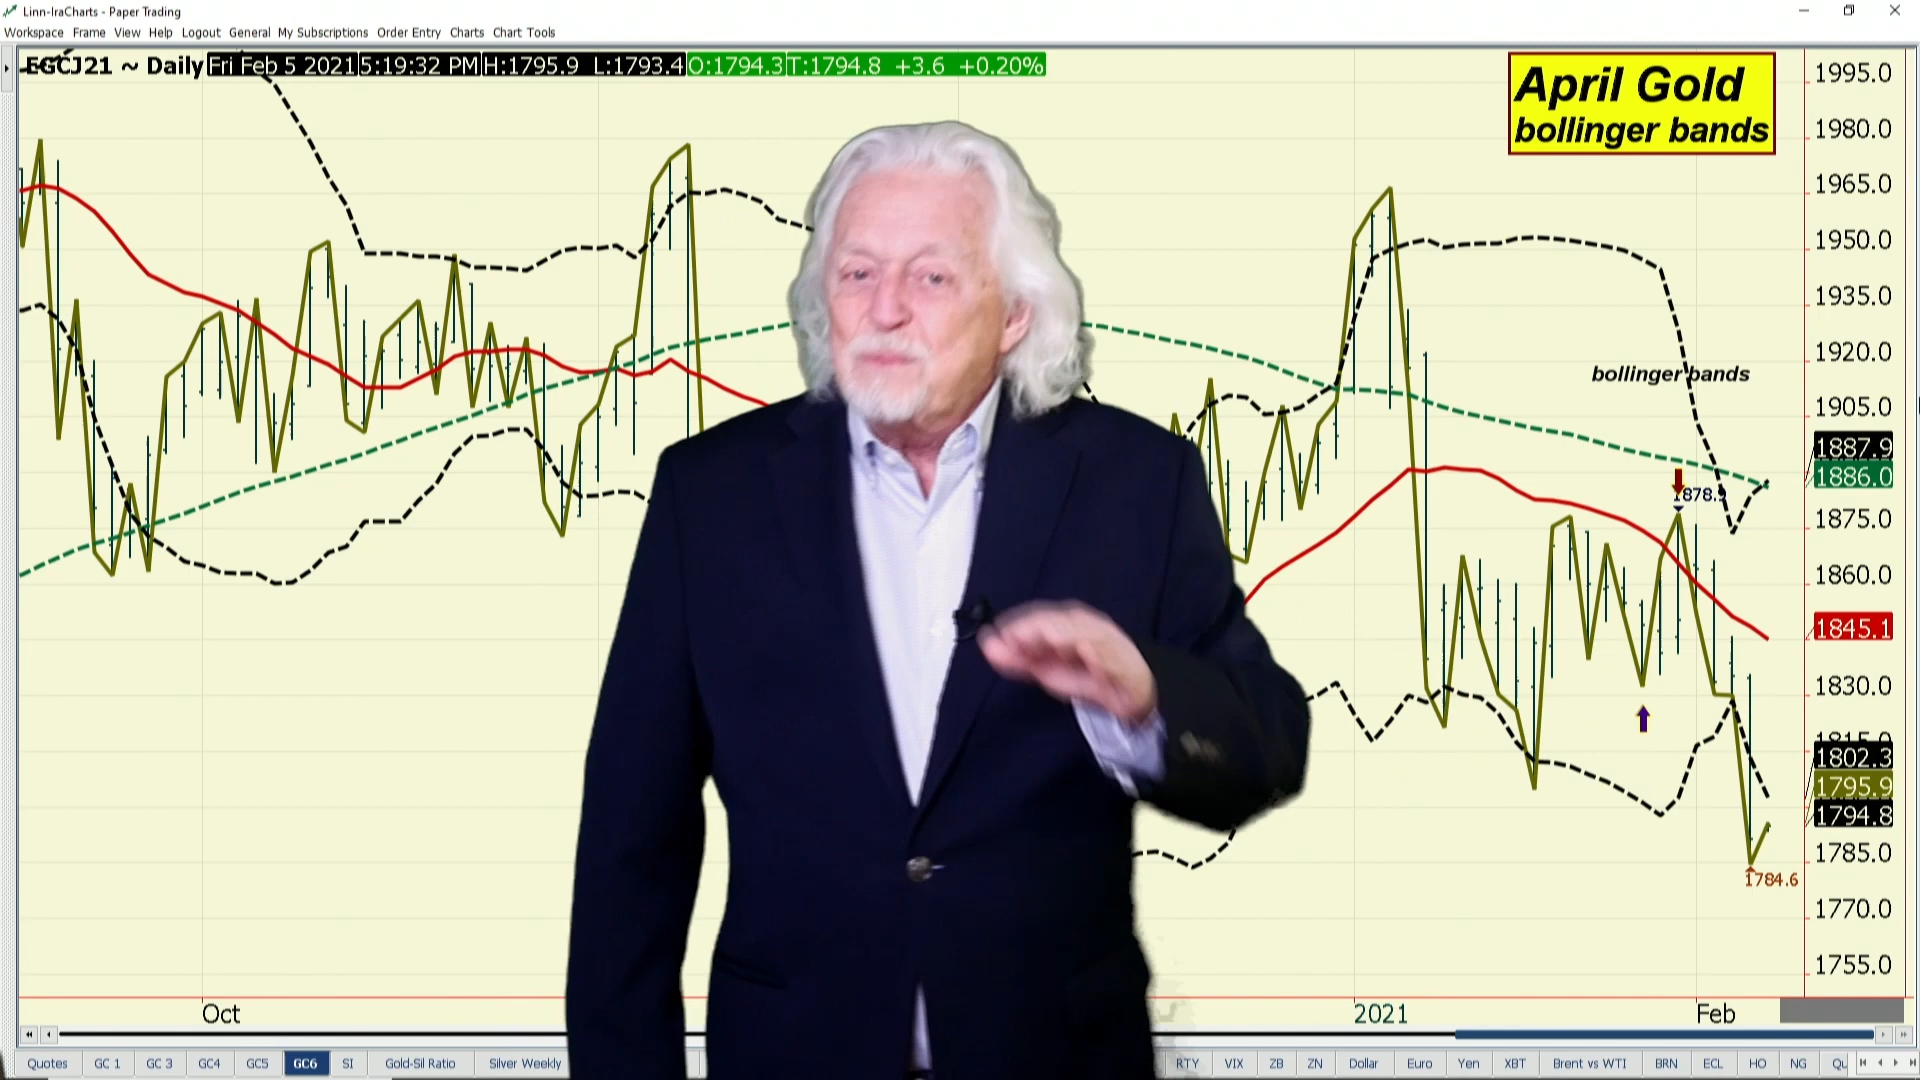 Linn-IraCharts - Paper Trading
Workspace Frame View Help Logout General My Subscriptions Order Entry Charts Chart Tools
EGCJ21 ~ Daily Fri Feb 5 2021 5:19:32 PM H:1795.9 L:1793.4 O:1794.3 T:1794.8 +3.6 +0.20%
April Gold
bollinger bands
1995.0
1980.0
1965.0
1950.0
1935.0
1920.0
bollinger bands
1905.0
1887.9
1886.0
1878.9
1875.0
1860.0
1845.1
1830.0
1815.0
1802.3
1795.9
1794.8
1785.0
1784.6
1770.0
1755.0
Oct 2021 Feb
Quotes GC 1 GC 3 GC4 GC5 GC6 SI Gold-Sil Ratio Silver Weekly RTY VIX ZB ZN Dollar Euro Yen XBT Brent vs WTI BRN ECL HO NG Qu